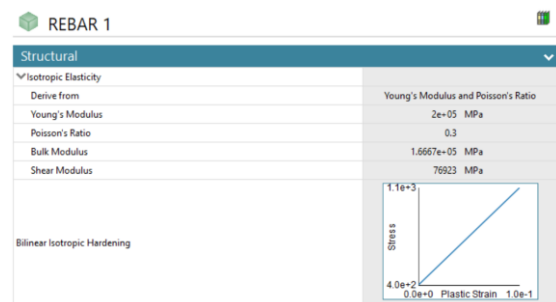 REBAR 1
Structural
Isotropic Elasticity
Derive from Young's Modulus and Poisson's Ratio
Young's Modulus 2e+05 MPa
Poisson's Ratio 0.3
Bulk Modulus 1.6667e+05 MPa
Shear Modulus 76923 MPa
Bilinear Isotropic Hardening
1.1e+3
Stress
4.0e+2
0.0e+0 Plastic Strain 1.0e-1